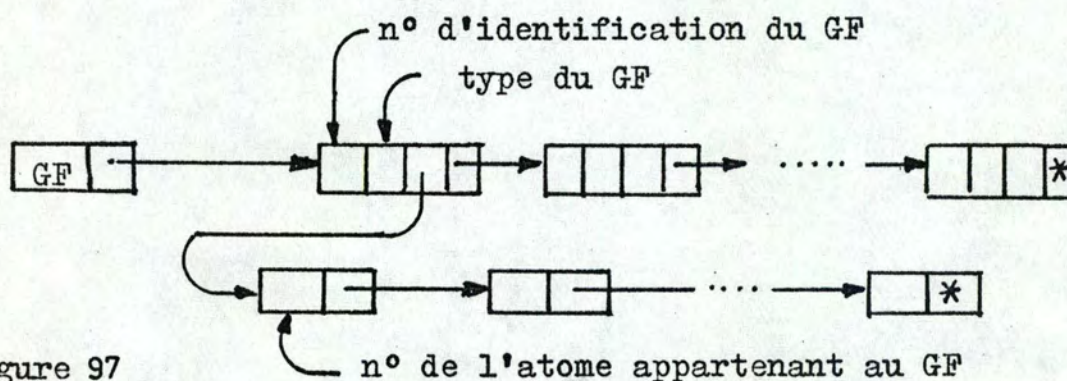 n° d'identification du GF
type du GF
GF
.....
*
....
*
gure 97
n° de l'atome appartenant au GF